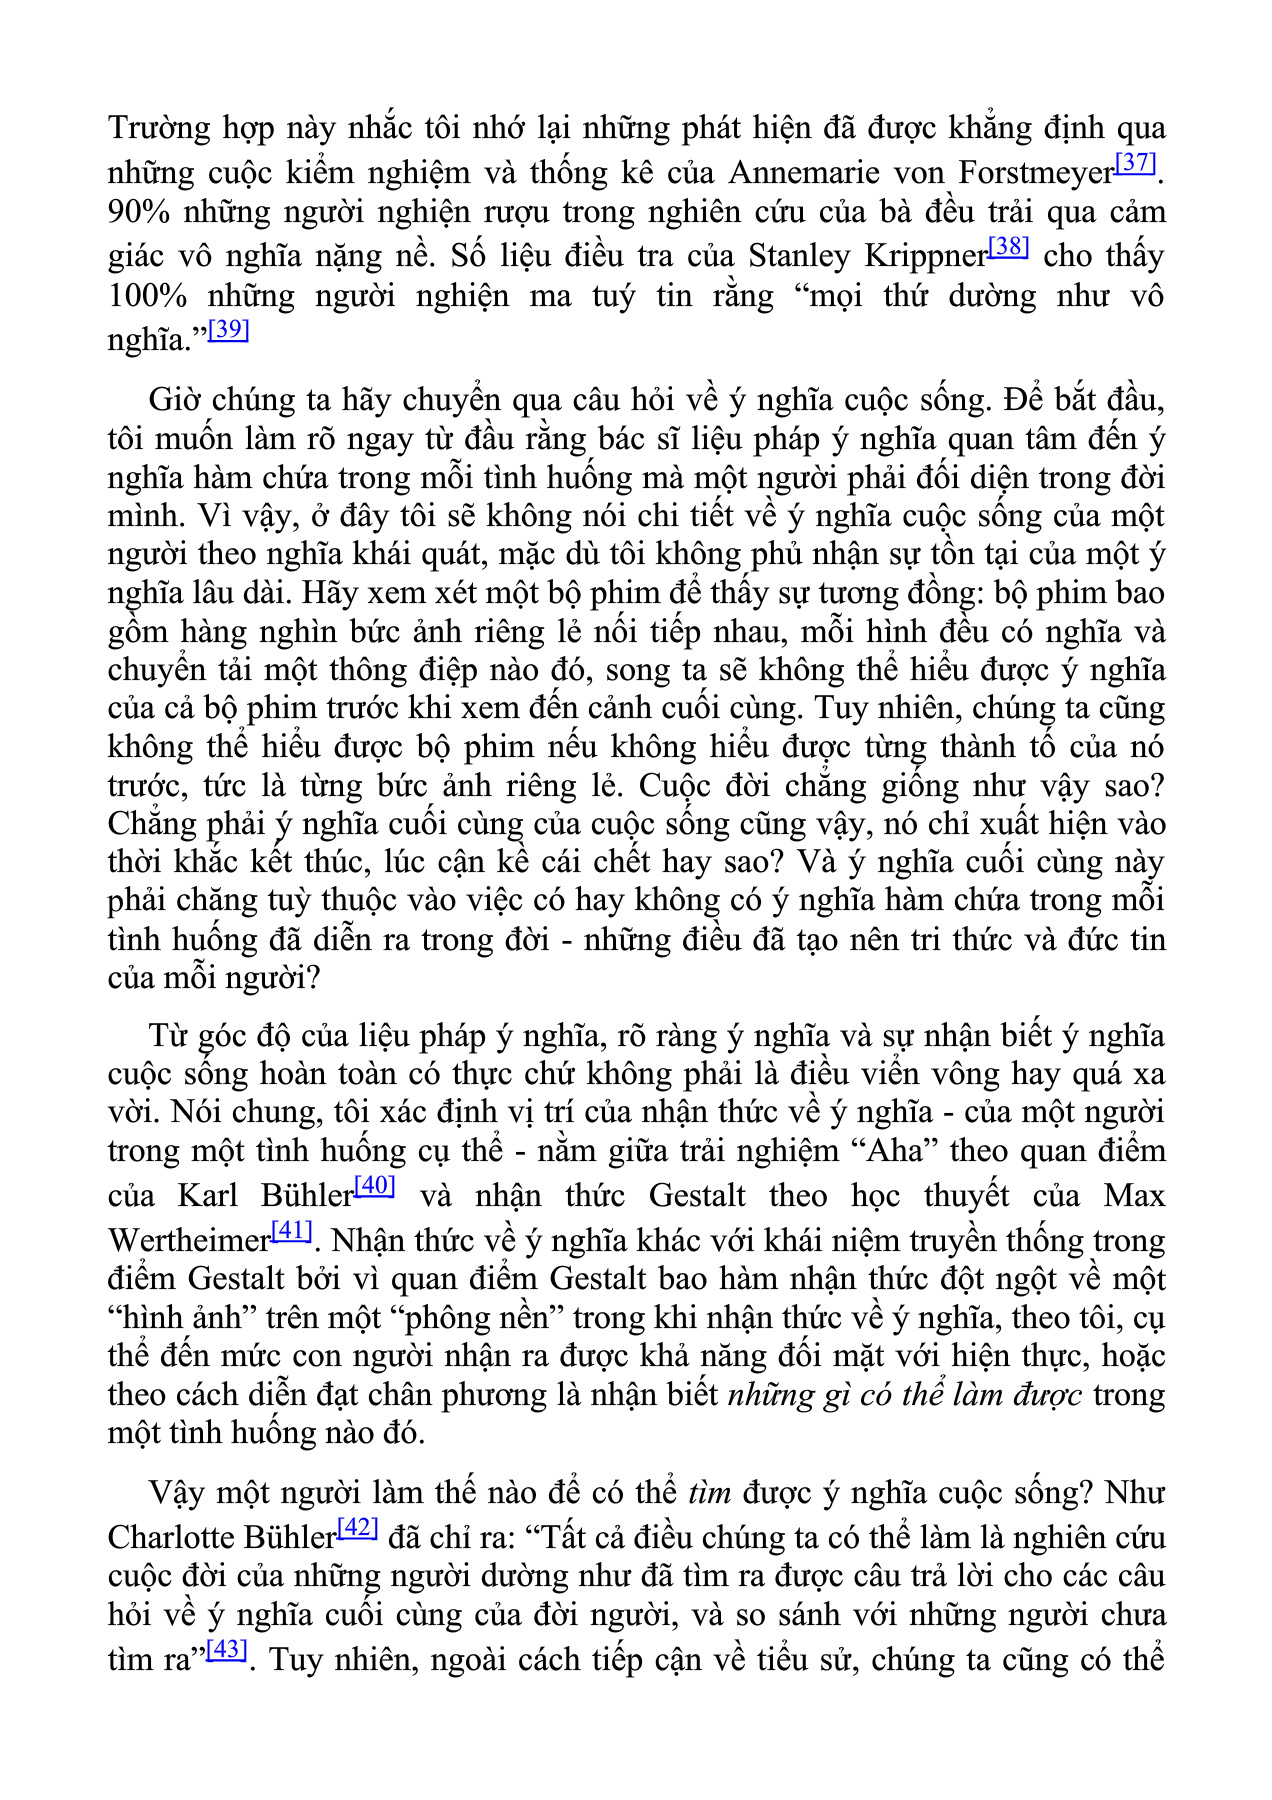 Trường hợp này nhắc tôi nhớ lại những phát hiện đã được khẳng định qua
những cuộc kiểm nghiệm và thống kê của Annemarie von Forstmeyer[37].
90% những người nghiện rượu trong nghiên cứu của bà đều trải qua cảm
giác vô nghĩa nặng nề. Số liệu điều tra của Stanley Krippner[38] cho thấy
100% những người nghiện ma tuý tin rằng “mọi thứ dường như vô
nghĩa.”[39]
Giờ chúng ta hãy chuyển qua câu hỏi về ý nghĩa cuộc sống. Để bắt đầu,
tôi muốn làm rõ ngay từ đầu rằng bác sĩ liệu pháp ý nghĩa quan tâm đến ý
nghĩa hàm chứa trong mỗi tình huống mà một người phải đối diện trong đời
mình. Vì vậy, ở đây tôi sẽ không nói chi tiết về ý nghĩa cuộc sống của một
người theo nghĩa khái quát, mặc dù tôi không phủ nhận sự tồn tại của một ý
nghĩa lâu dài. Hãy xem xét một bộ phim để thấy sự tương đồng: bộ phim bao
gồm hàng nghìn bức ảnh riêng lẻ nối tiếp nhau, mỗi hình đều có nghĩa và
chuyển tải một thông điệp nào đó, song ta sẽ không thể hiểu được ý nghĩa
của cả bộ phim trước khi xem đến cảnh cuối cùng. Tuy nhiên, chúng ta cũng
không thể hiểu được bộ phim nếu không hiểu được từng thành tố của nó
trước, tức là từng bức ảnh riêng lẻ. Cuộc đời chẳng giống như vậy sao?
Chẳng phải ý nghĩa cuối cùng của cuộc sống cũng vậy, nó chỉ xuất hiện vào
thời khắc kết thúc, lúc cận kề cái chết hay sao? Và ý nghĩa cuối cùng này
phải chăng tuỳ thuộc vào việc có hay không có ý nghĩa hàm chứa trong mỗi
tình huống đã diễn ra trong đời - những điều đã tạo nên tri thức và đức tin
của mỗi người?
Từ góc độ của liệu pháp ý nghĩa, rõ ràng ý nghĩa và sự nhận biết ý nghĩa
cuộc sống hoàn toàn có thực chứ không phải là điều viển vông hay quá xa
vời. Nói chung, tôi xác định vị trí của nhận thức về ý nghĩa - của một người
trong một tình huống cụ thể - nằm giữa trải nghiệm “Aha” theo quan điểm
của Karl Bühler[40] và nhận thức Gestalt theo học thuyết của Max
Wertheimer[41]. Nhận thức về ý nghĩa khác với khái niệm truyền thống trong
điểm Gestalt bởi vì quan điểm Gestalt bao hàm nhận thức đột ngột về một
“hình ảnh” trên một “phông nền” trong khi nhận thức về ý nghĩa, theo tôi, cụ
thể đến mức con người nhận ra được khả năng đối mặt với hiện thực, hoặc
theo cách diễn đạt chân phương là nhận biết những gì có thể làm được trong
một tình huống nào đó.
Vậy một người làm thế nào để có thể tìm được ý nghĩa cuộc sống? Như
Charlotte Bühler[42] đã chỉ ra: “Tất cả điều chúng ta có thể làm là nghiên cứu
cuộc đời của những người dường như đã tìm ra được câu trả lời cho các câu
hỏi về ý nghĩa cuối cùng của đời người, và so sánh với những người chưa
tìm ra”[43]. Tuy nhiên, ngoài cách tiếp cận về tiểu sử, chúng ta cũng có thể